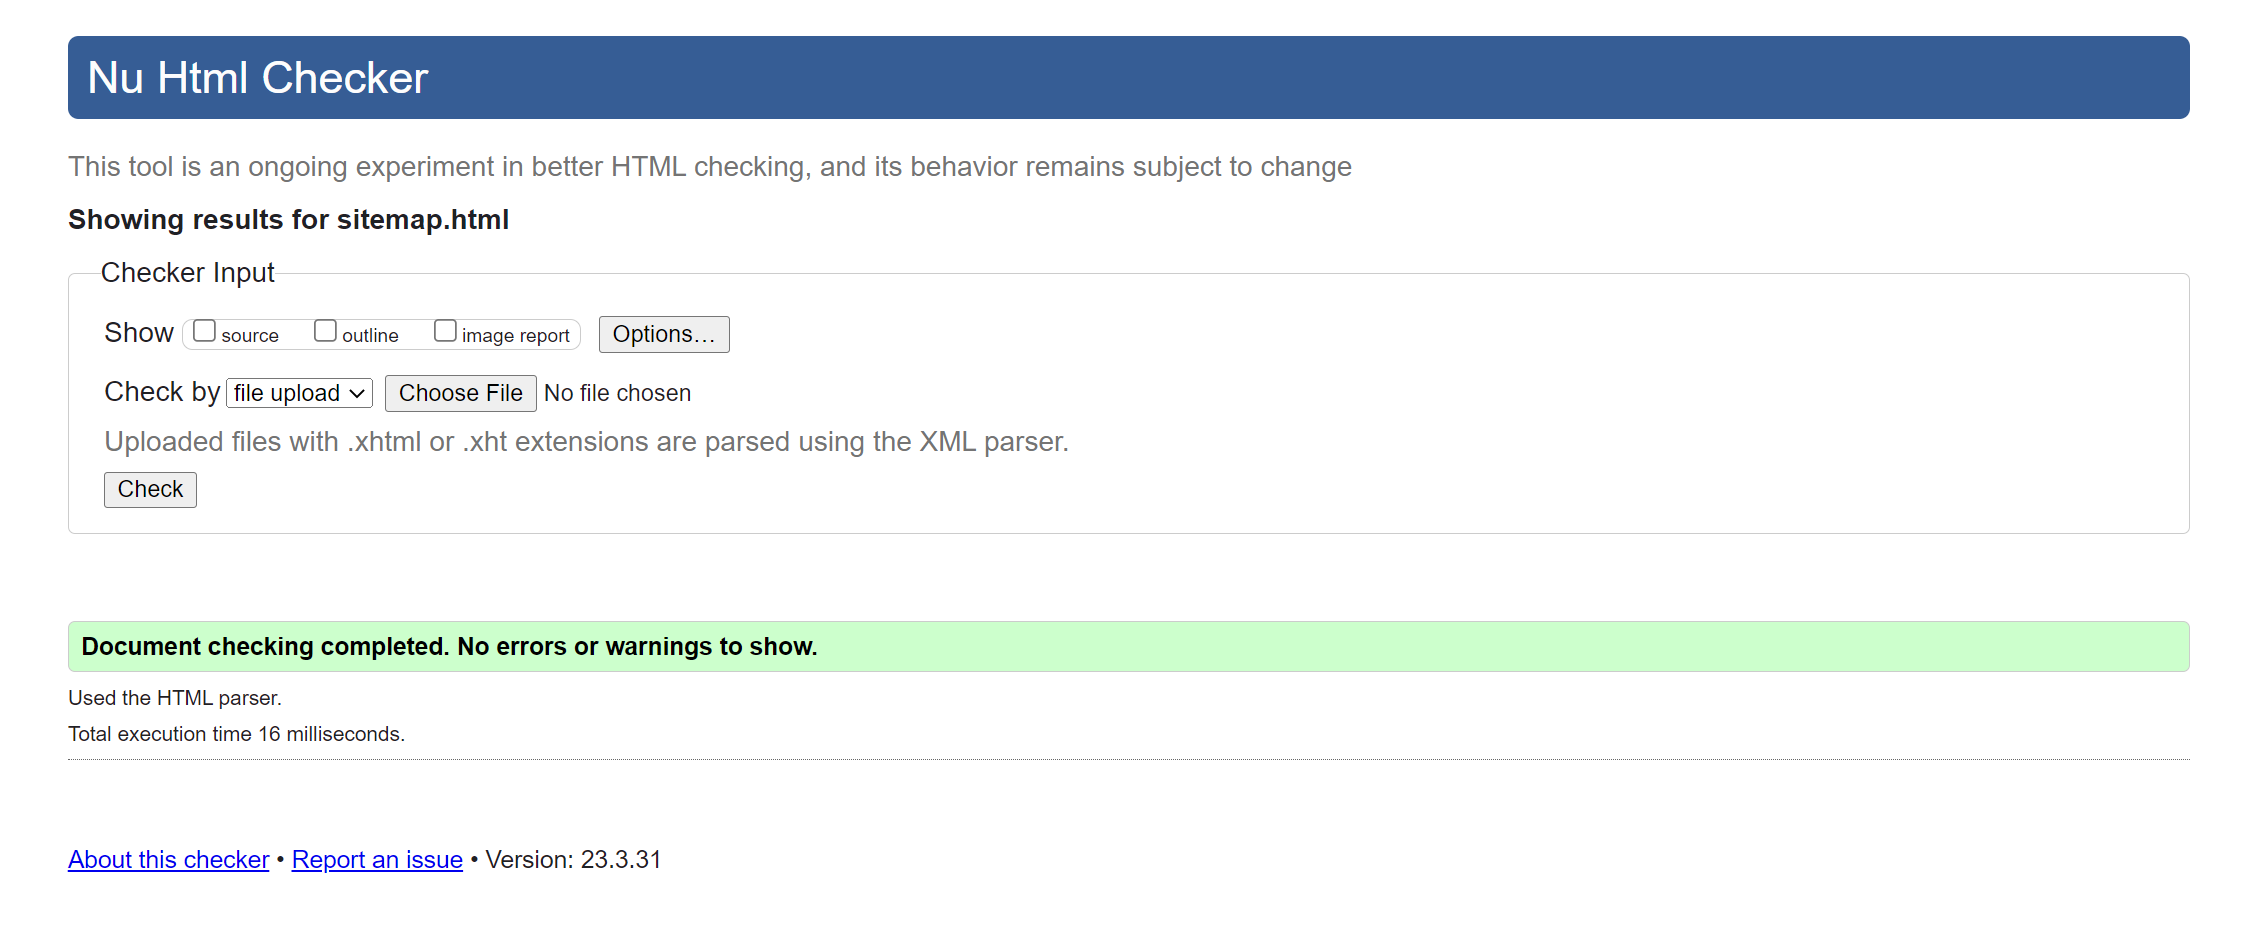 Nu Html Checker
This tool is an ongoing experiment in better HTML checking, and its behavior remains subject to change
Showing results for sitemap.html
Checker Input
Show source outline image report Options…
Check by file upload Choose File No file chosen
Uploaded files with .xhtml or .xht extensions are parsed using the XML parser.
Check
Document checking completed. No errors or warnings to show.
Used the HTML parser.
Total execution time 16 milliseconds.
About this checker • Report an issue • Version: 23.3.31